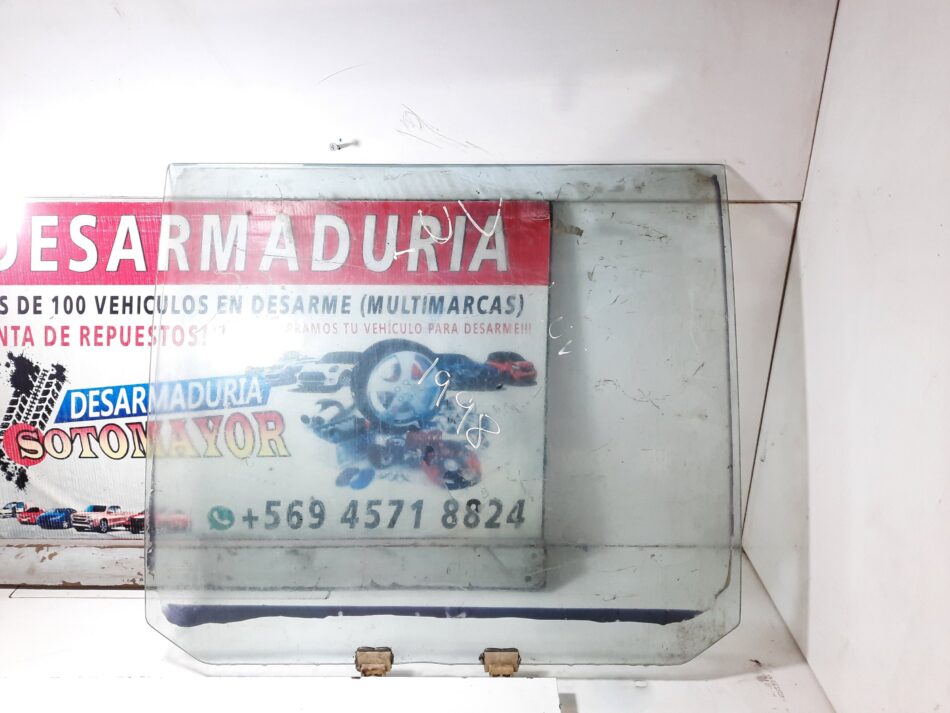 DESARMADURIA
S DE 100 VEHICULOS EN DESARME (MULTIMARCAS)
NTA DE REPUESTOS!
PRAMOS TU VEHÍCULO PARA DESARME!!!
DESARMADURIA
SOTOMAYOR
+569 4571 8824
1998